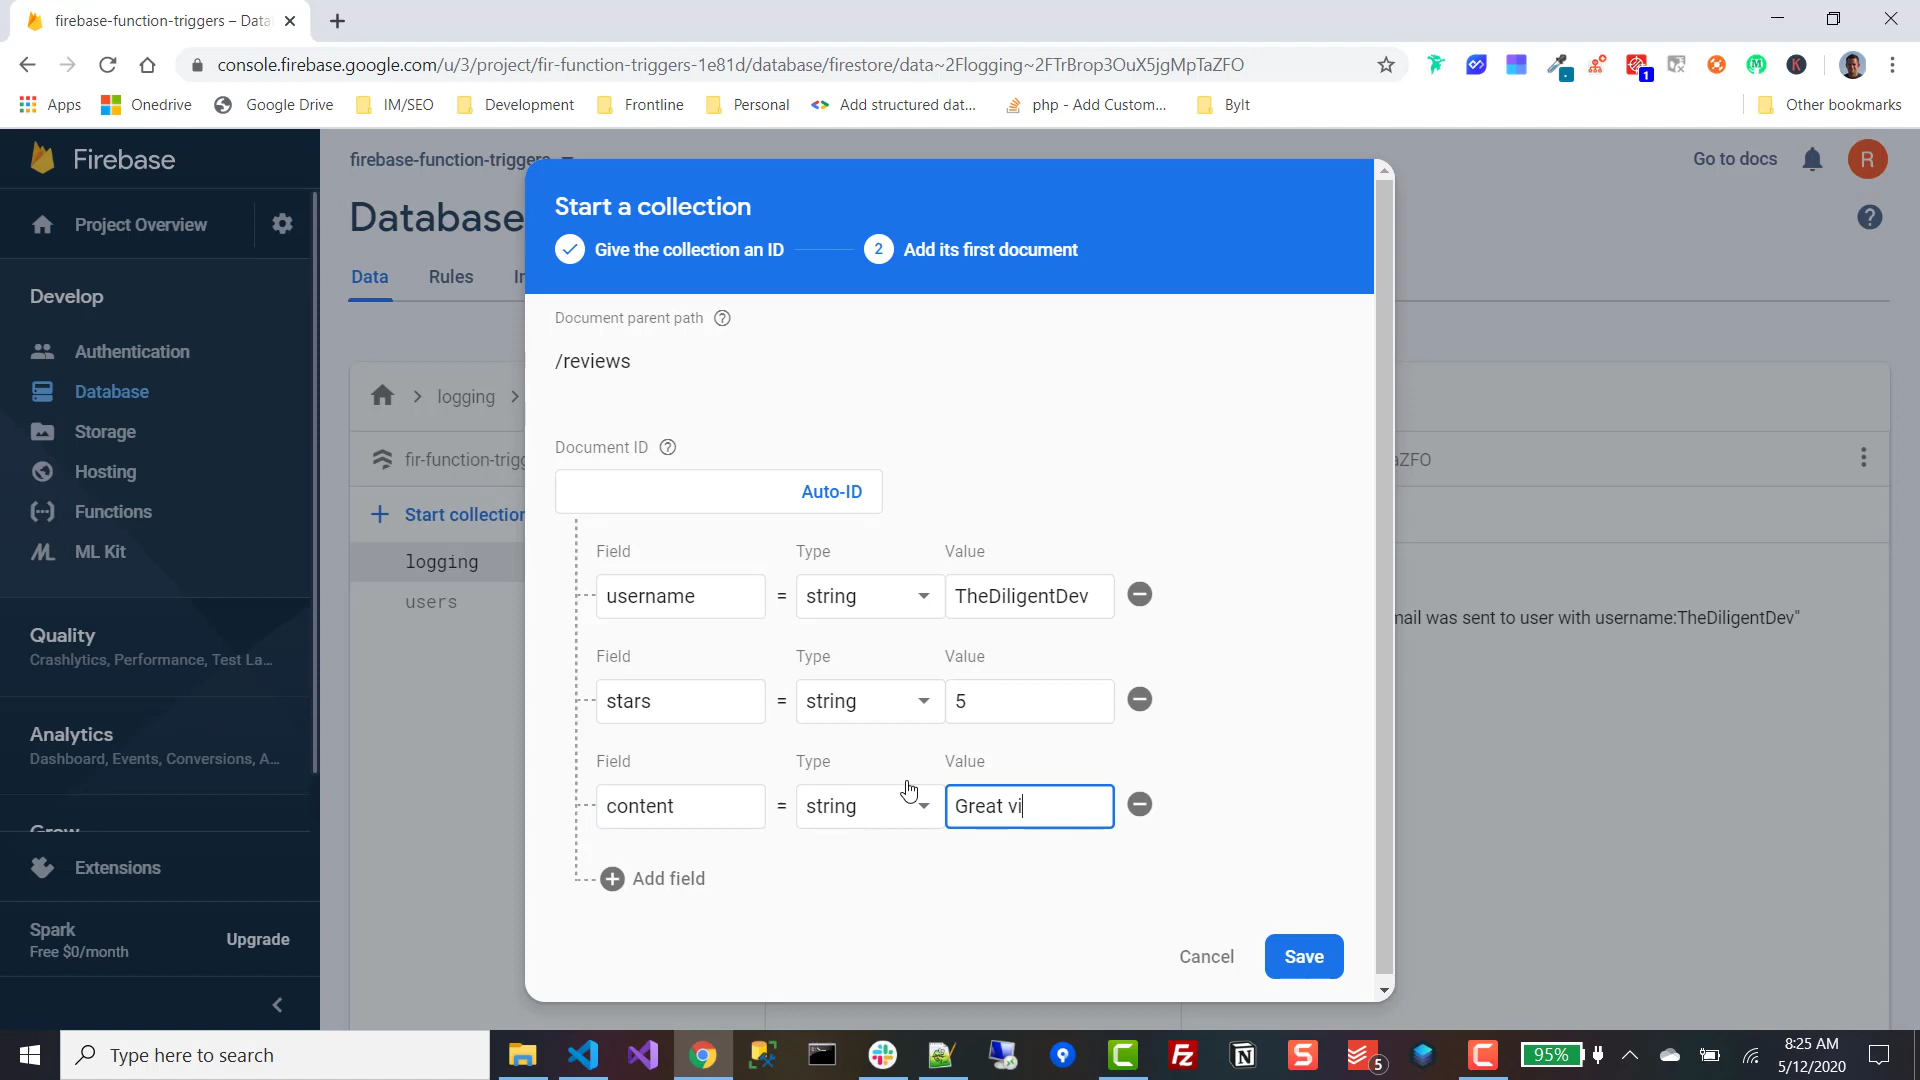 firebase-function-triggers – Data
console.firebase.google.com/u/3/project/fir-function-triggers-1e81d/database/firestore/data~2Flogging~2FTrBrop3OuX5jgMpTaZFO
1
Apps
Onedrive
Google Drive
IM/SEO
Development
Frontline
Personal
Add structured dat...
php - Add Custom...
ByIt
Other bookmarks
Firebase
Project Overview
Develop
Authentication
Database
Storage
Hosting
Functions
ML Kit
Quality
Crashlytics, Performance, Test La...
Analytics
Dashboard, Events, Conversions, A...
Grow
Extensions
Spark
Free $0/month
Upgrade
firebase-function-triggers
Go to docs
R
Database
Data
Rules
logging
fir-function-trigg
aZFO
Start collection
logging
users
mail was sent to user with username:TheDiligentDev"
Start a collection
Give the collection an ID
2
Add its first document
Document parent path
/reviews
Document ID
Auto-ID
Field
Type
Value
username
=
string
TheDiligentDev
Field
Type
Value
stars
=
string
5
Field
Type
Value
content
=
string
Great vi
Add field
Cancel
Save
Type here to search
5
95%
8:25 AM
5/12/2020